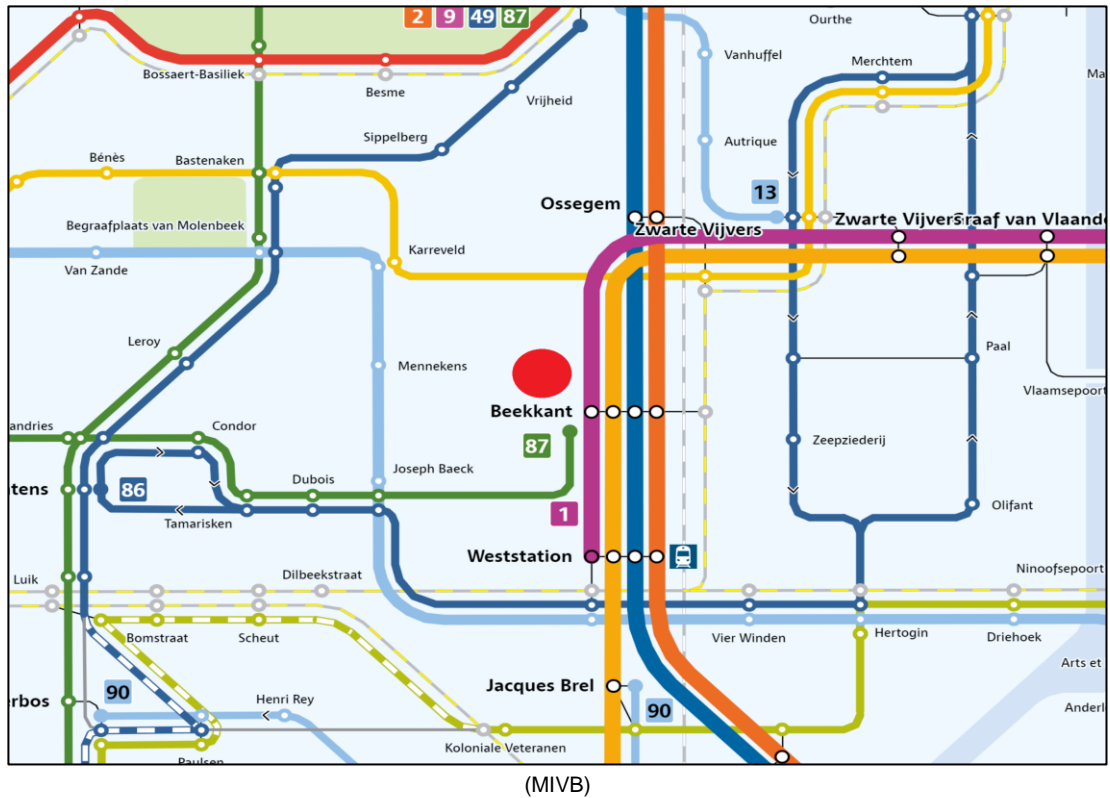 2 9 49 87
Ourthe
Vanhuffel
Merchtem
Ma
Bossaert-Basiliek
Besme
Vrijheid
Sippelberg
Autrique
Bénès
Bastenaken
13
Ossegem
Zwarte Vijvers
Zwarte Vijvers
raaf van Vlaande
Begraafplaats van Molenbeek
Karreveld
Van Zande
Leroy
Mennekens
Paal
Vlaamsepoort
Beekkant
andries
Condor
87
Zeepziederij
Joseph Baeck
Dubois
tens
86
1
Olifant
Tamarisken
Weststation
Luik
Dilbeekstraat
Ninoofsepoort
Bomstraat
Scheut
Vier Winden
Hertogin
Driehoek
Arts et
Jacques Brel
90
erbos
Henri Rey
90
Anderl
Koloniale Veteranen
Paulsen
(MIVB)